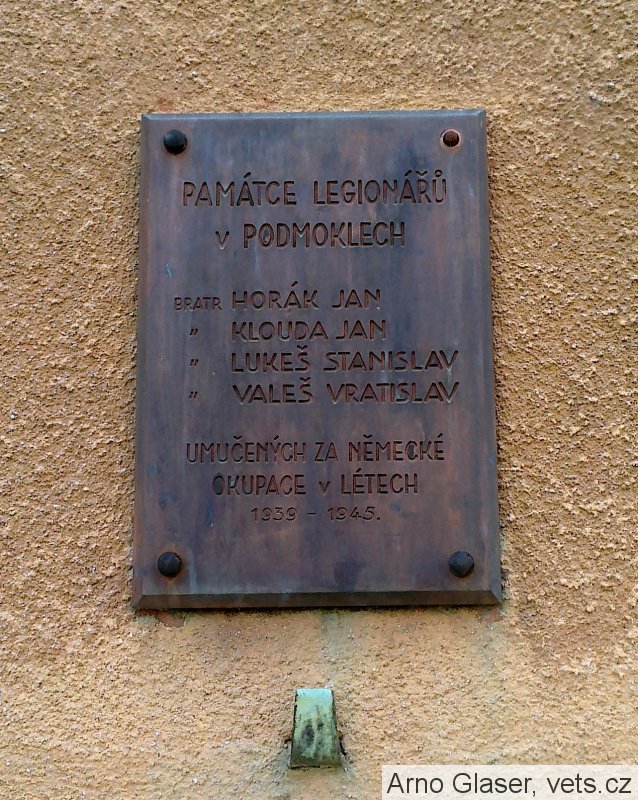 PAMÁTCE LEGIONÁŘŮ
V PODMOKLECH
BRATR HORÁK JAN
" KLOUDA JAN
" LUKEŠ STANISLAV
" VALEŠ VRATISLAV
UMUČENÝCH ZA NĚMECKÉ
OKUPACE V LÉTECH
1939 - 1945.
Arno Glaser, vets.cz